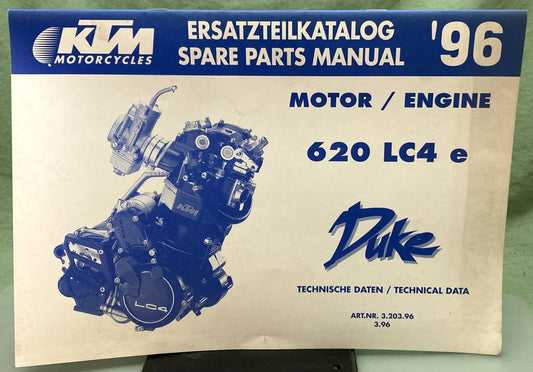 KTM
MOTORCYCLES
ERSATZTEILKATALOG
SPARE PARTS MANUAL
'96
MOTOR / ENGINE
620 LC4 e
KTM
LC4
Duke
TECHNISCHE DATEN / TECHNICAL DATA
ART.NR. 3.203.96
3.96